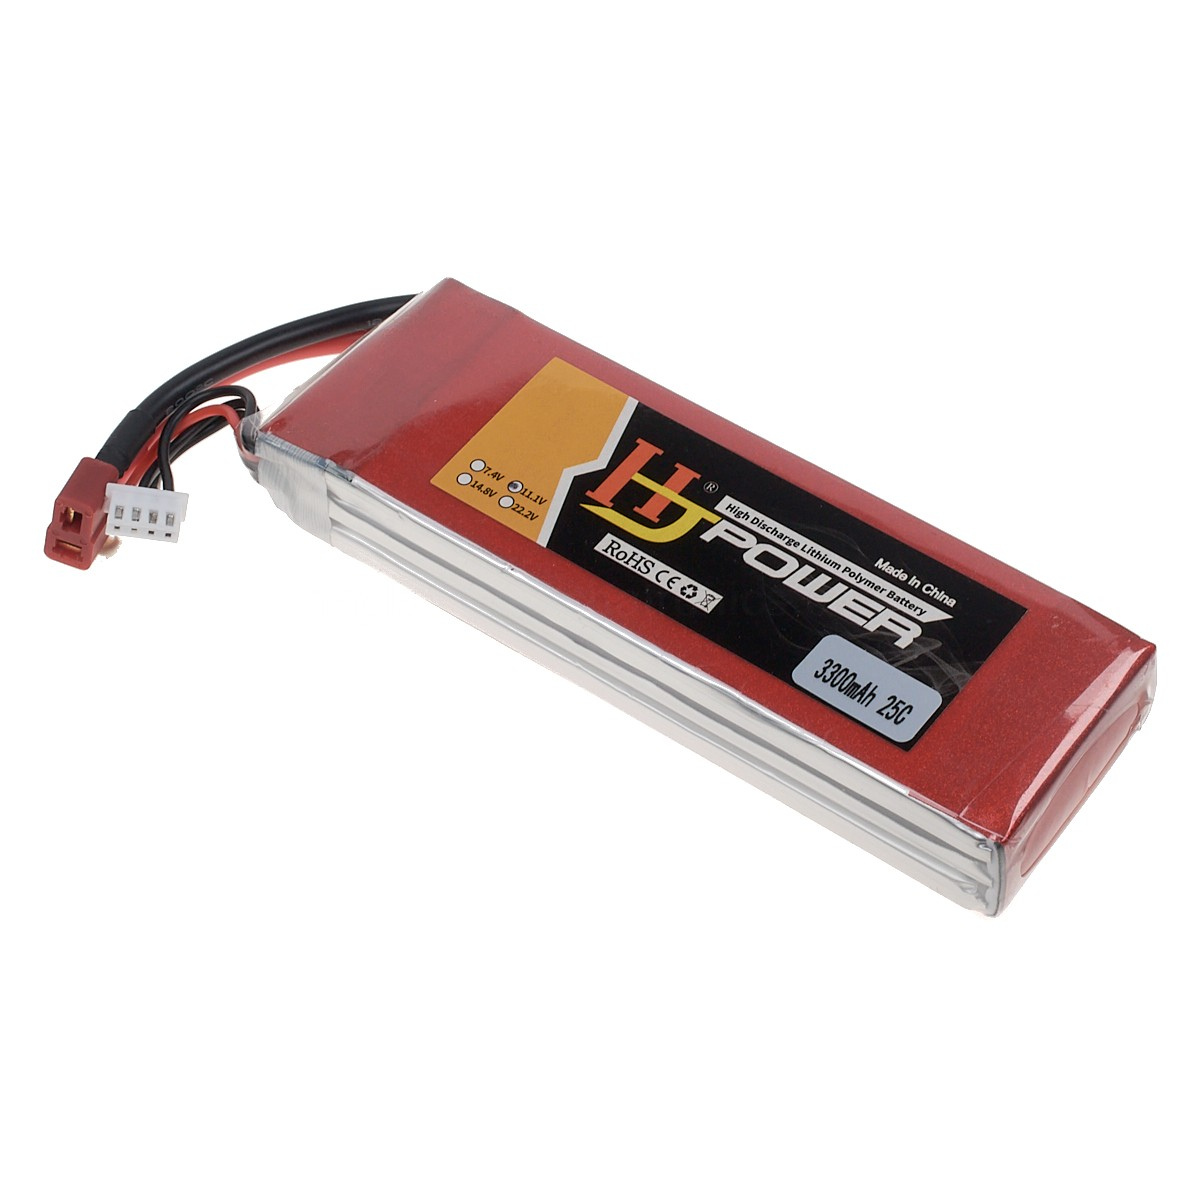 7.4V 11.1V
14.8V 22.2V
HJ®
High Discharge Lithium Polymer Battery
POWER
Made In China
RoHS CE
3300mAh 25C